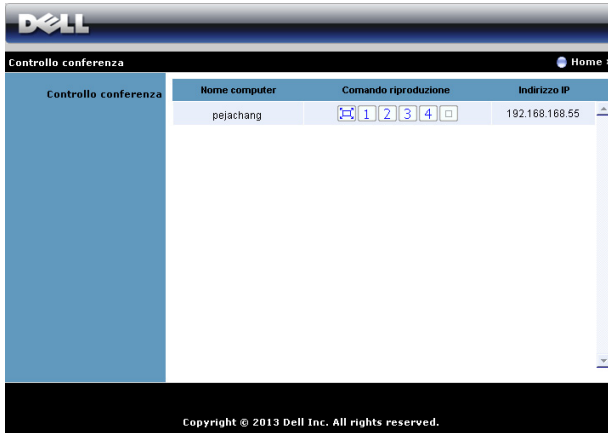 DELL
Controllo conferenza
Home
Controllo conferenza
Nome computer Comando riproduzione Indirizzo IP
pejachang 1 2 3 4 192.168.168.55
Copyright © 2013 Dell Inc. All rights reserved.